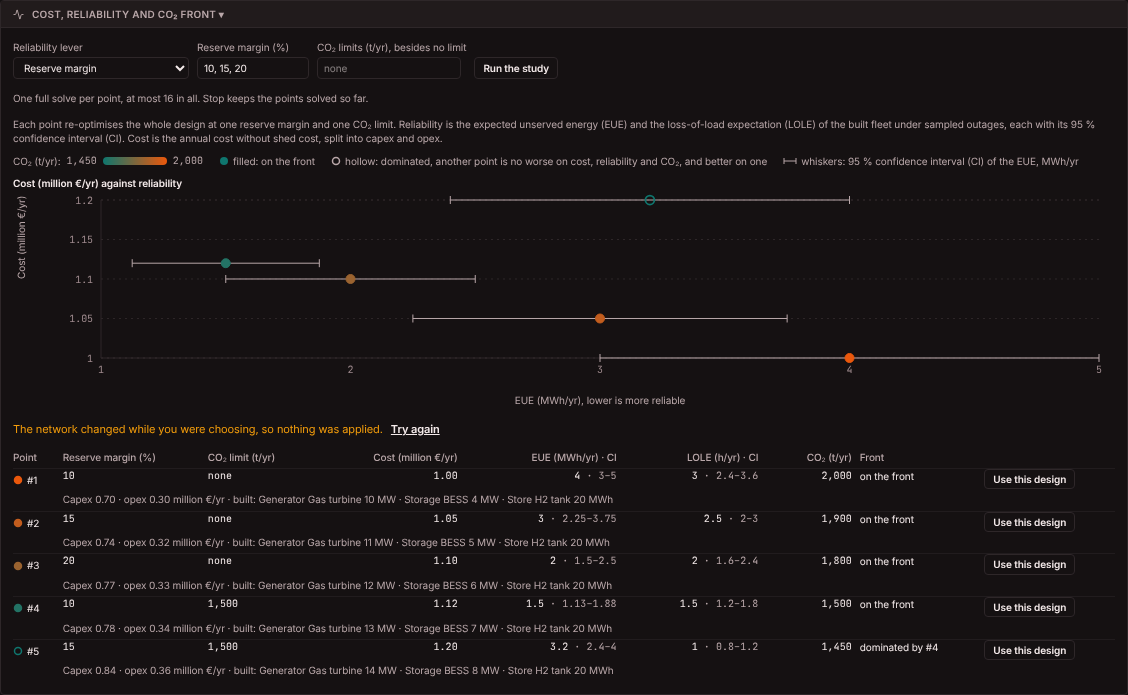 COST, RELIABILITY AND CO₂ FRONT ▾
Reliability lever
Reserve margin (%)
CO₂ limits (t/yr), besides no limit
Reserve margin
10, 15, 20
none
Run the study
One full solve per point, at most 16 in all. Stop keeps the points solved so far.
Each point re-optimises the whole design at one reserve margin and one CO₂ limit. Reliability is the expected unserved energy (EUE) and the loss-of-load expectation (LOLE) of the built fleet under sampled outages, each with its 95 %
confidence interval (CI). Cost is the annual cost without shed cost, split into capex and opex.
CO₂ (t/yr): 1,450 2,000 filled: on the front hollow: dominated, another point is no worse on cost, reliability and CO₂, and better on one whiskers: 95 % confidence interval (CI) of the EUE, MWh/yr
Cost (million €/yr) against reliability
Cost (million €/yr)
1.2
1.15
1.1
1.05
1
1 2 3 4 5
EUE (MWh/yr), lower is more reliable
The network changed while you were choosing, so nothing was applied. Try again
Point Reserve margin (%) CO₂ limit (t/yr) Cost (million €/yr) EUE (MWh/yr) · CI LOLE (h/yr) · CI CO₂ (t/yr) Front
#1 10 none 1.00 4 · 3–5 3 · 2.4–3.6 2,000 on the front Use this design
Capex 0.70 · opex 0.30 million €/yr · built: Generator Gas turbine 10 MW · Storage BESS 4 MW · Store H2 tank 20 MWh
#2 15 none 1.05 3 · 2.25–3.75 2.5 · 2–3 1,900 on the front Use this design
Capex 0.74 · opex 0.32 million €/yr · built: Generator Gas turbine 11 MW · Storage BESS 5 MW · Store H2 tank 20 MWh
#3 20 none 1.10 2 · 1.5–2.5 2 · 1.6–2.4 1,800 on the front Use this design
Capex 0.77 · opex 0.33 million €/yr · built: Generator Gas turbine 12 MW · Storage BESS 6 MW · Store H2 tank 20 MWh
#4 10 1,500 1.12 1.5 · 1.13–1.88 1.5 · 1.2–1.8 1,500 on the front Use this design
Capex 0.78 · opex 0.34 million €/yr · built: Generator Gas turbine 13 MW · Storage BESS 7 MW · Store H2 tank 20 MWh
#5 15 1,500 1.20 3.2 · 2.4–4 1 · 0.8–1.2 1,450 dominated by #4 Use this design
Capex 0.84 · opex 0.36 million €/yr · built: Generator Gas turbine 14 MW · Storage BESS 8 MW · Store H2 tank 20 MWh